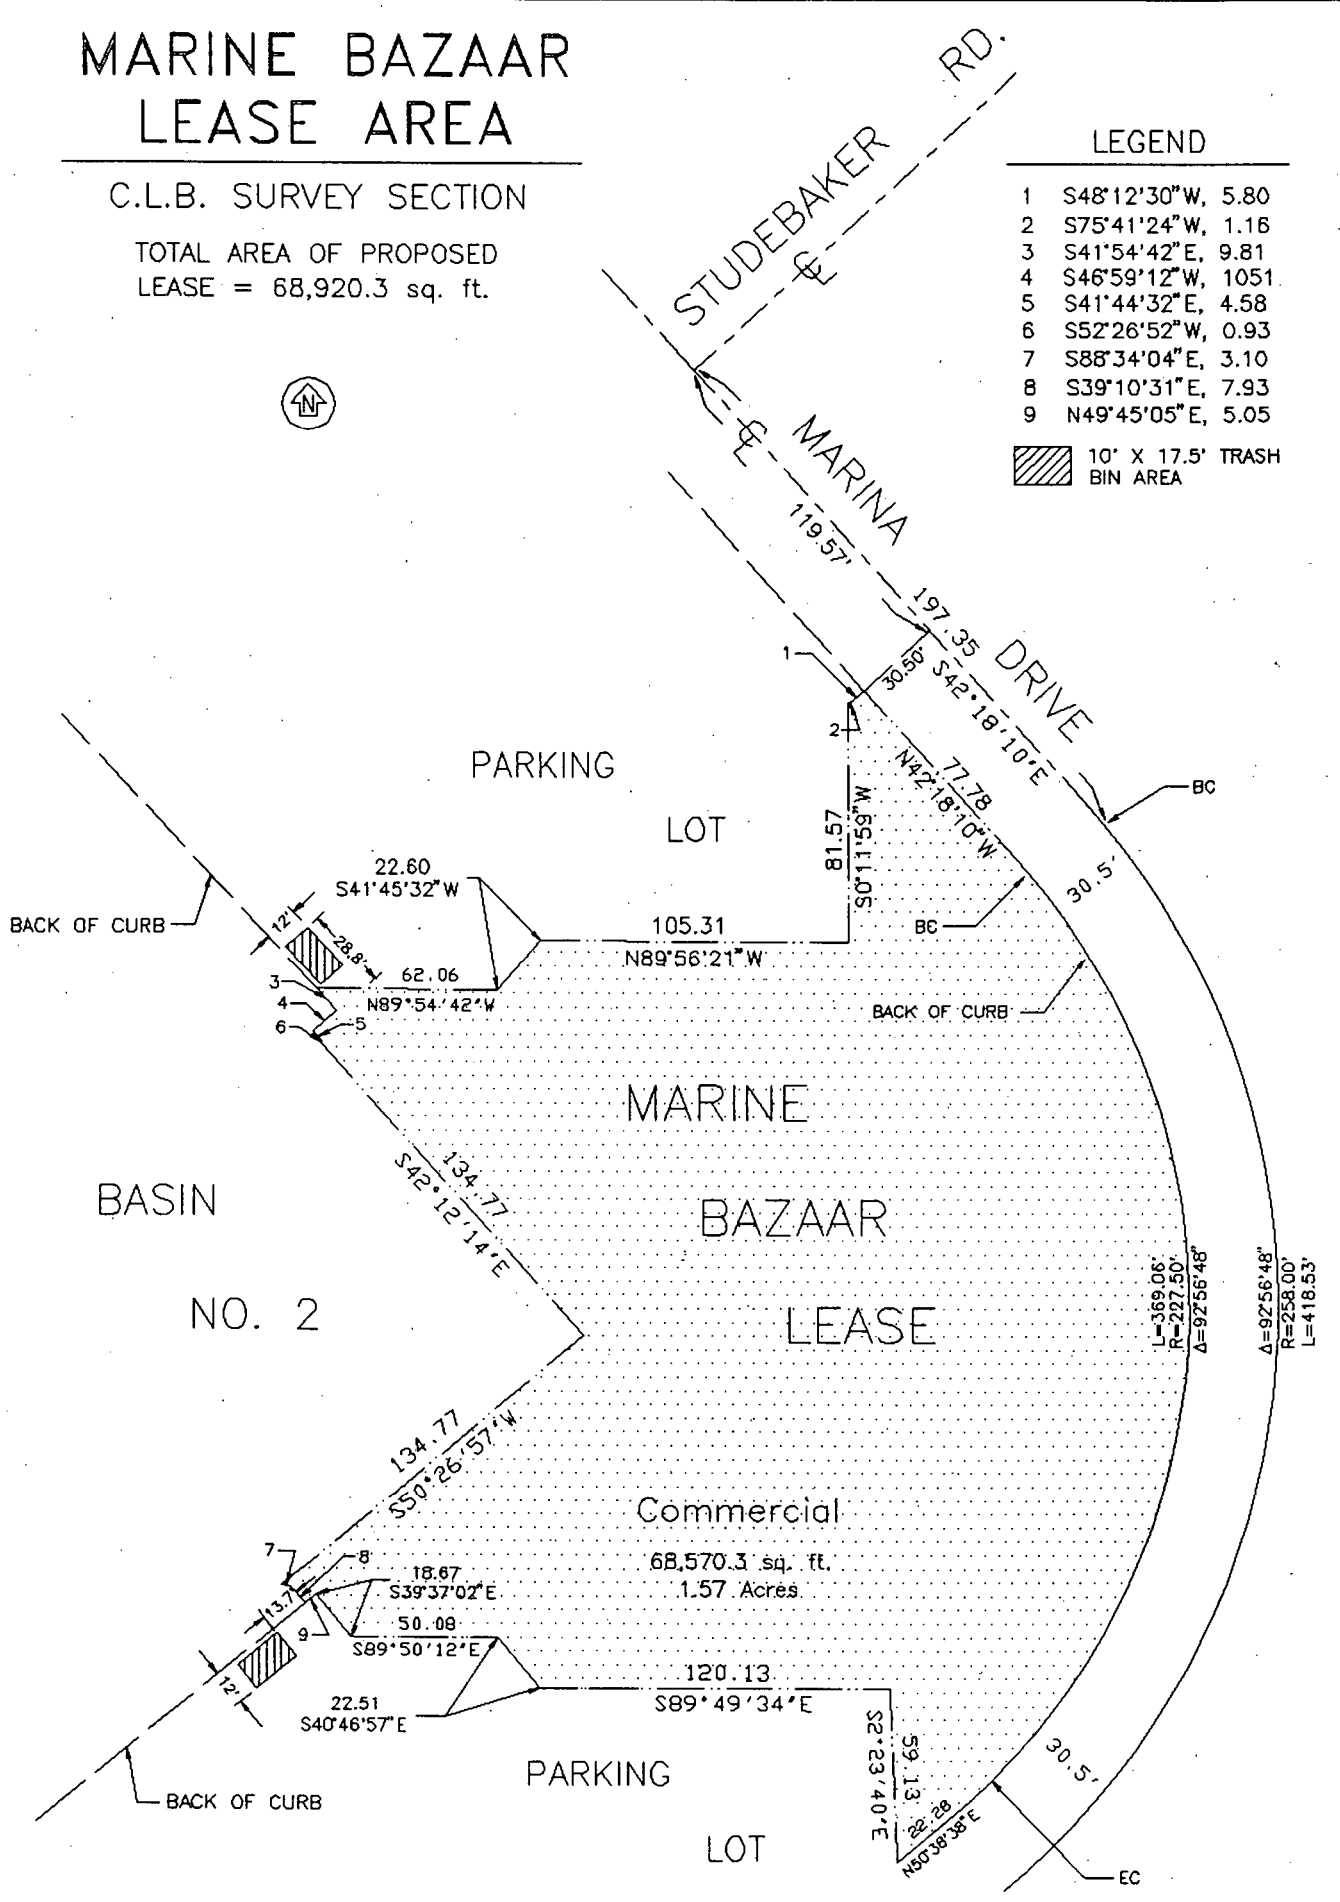 MARINE BAZAAR
LEASE AREA
C.L.B. SURVEY SECTION
TOTAL AREA OF PROPOSED
LEASE = 68,920.3 sq. ft.
N
STUDEBAKER RD.
℄
LEGEND
1 S48°12'30"W, 5.80
2 S75°41'24"W, 1.16
3 S41°54'42"E, 9.81
4 S46°59'12"W, 1051
5 S41°44'32"E, 4.58
6 S52°26'52"W, 0.93
7 S88°34'04"E, 3.10
8 S39°10'31"E, 7.93
9 N49°45'05"E, 5.05
10' X 17.5' TRASH
BIN AREA
℄
MARINA DRIVE
119.57'
197.35
S42°18'10"E
30.50'
1
2
BC
77.78
N42°18'10"W
PARKING
LOT
81.57
S0°11'59"W
30.5'
22.60
S41°45'32"W
BACK OF CURB
12'
28.8'
105.31
N89°56'21"W
BC
62.06
N89°54'42"W
3
4
5
6
BACK OF CURB
MARINE
BAZAAR
LEASE
134.77
S42°12'14"E
BASIN
NO. 2
L=369.06'
R=227.50'
Δ=92°56'48"
Δ=92°56'48"
R=258.00'
L=418.53'
134.77
S50°26'57"W
Commercial
68,570.3 sq. ft.
1.57 Acres
7
8
18.67
S39°37'02"E
13.7'
9
50.08
S89°50'12"E
12'
22.51
S40°46'57"E
120.13
S89°49'34"E
59.13
S2°23'40"E
30.5'
22.28
N50°38'38"E
PARKING
LOT
BACK OF CURB
EC